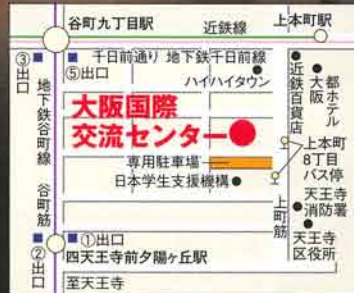 谷町九丁目駅
近鉄線
上本町駅
千日前通り 地下鉄千日前線
③出口
⑤出口
ハイハイタウン
近鉄百貨店
大阪
都ホテル
地下鉄谷町線
大阪国際
交流センター
専用駐車場
日本学生支援機構
上本町
8丁目
バス停
谷町筋
上町筋
天王寺
消防署
天王寺
区役所
①出口
②出口
四天王寺前夕陽ヶ丘駅
至天王寺